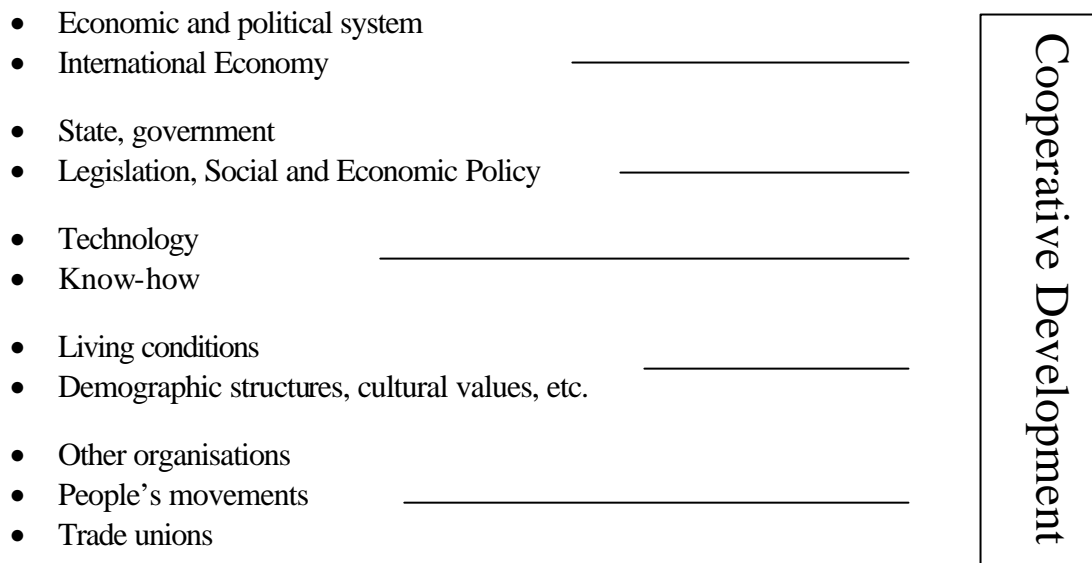 • Economic and political system
• International Economy
• State, government
• Legislation, Social and Economic Policy
• Technology
• Know-how
• Living conditions
• Demographic structures, cultural values, etc.
• Other organisations
• People’s movements
• Trade unions
Cooperative Development